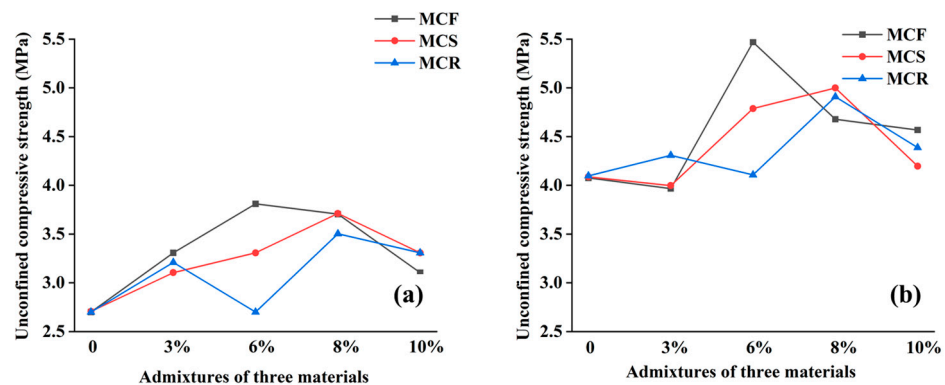 MCF
MCS
MCR
Unconfined compressive strength (MPa)
5.5
5.0
4.5
4.0
3.5
3.0
2.5
0 3% 6% 8% 10%
Admixtures of three materials
(a)
MCF
MCS
MCR
Unconfined compressive strength (MPa)
5.5
5.0
4.5
4.0
3.5
3.0
2.5
0 3% 6% 8% 10%
Admixtures of three materials
(b)